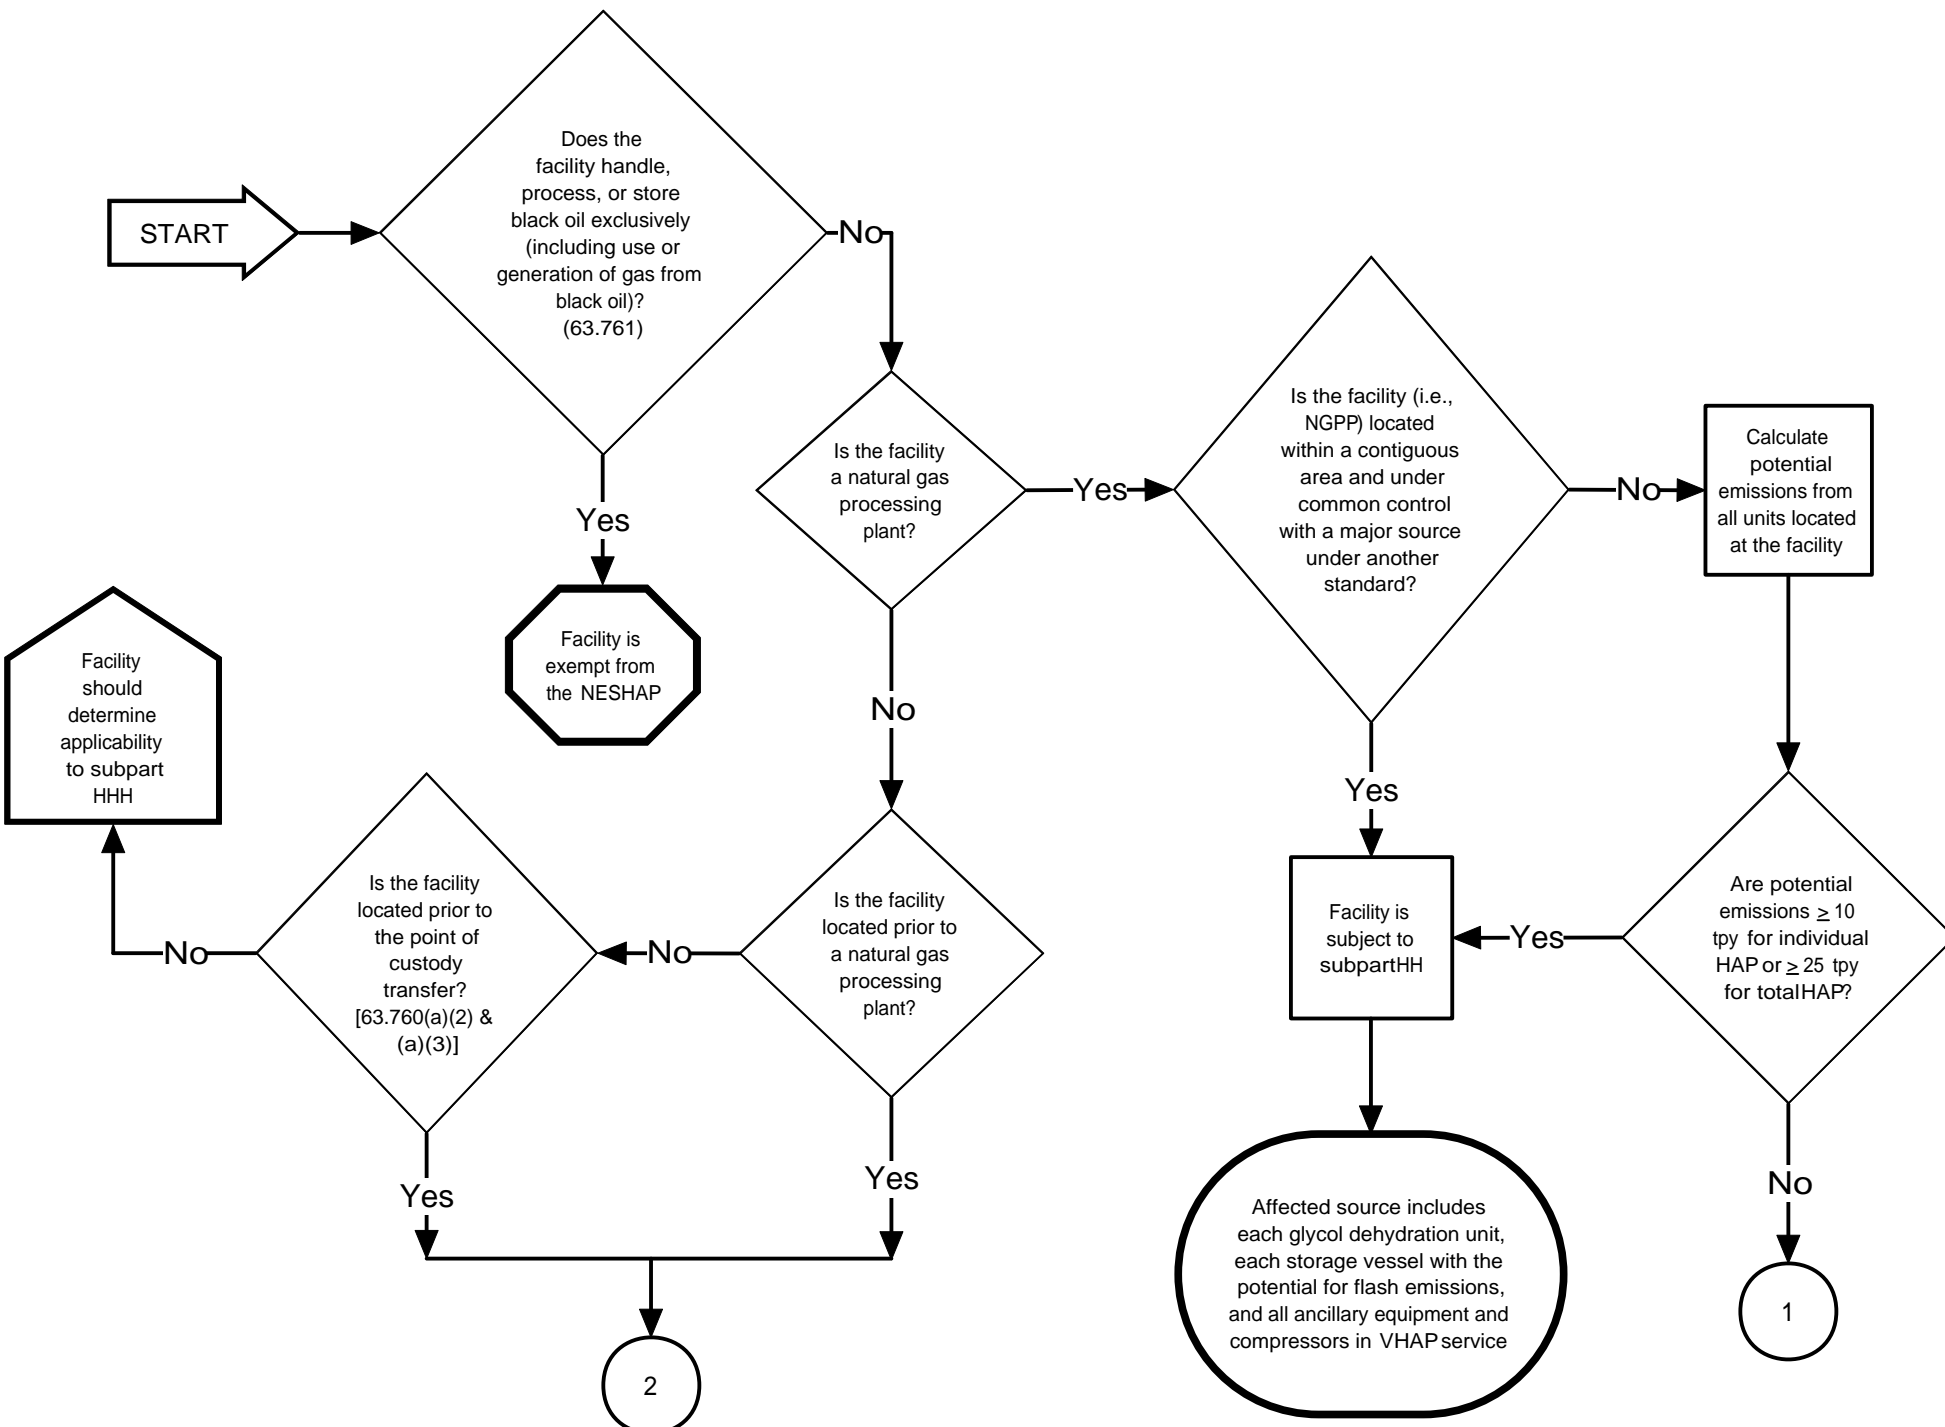 START
Does the
facility handle,
process, or store
black oil exclusively
(including use or
generation of gas from
black oil)?
(63.761)
No
Yes
Facility is
exempt from
the NESHAP
Is the facility
a natural gas
processing
plant?
Yes
No
Is the facility (i.e.,
NGPP) located
within a contiguous
area and under
common control
with a major source
under another
standard?
No
Yes
Calculate
potential
emissions from
all units located
at the facility
Are potential
emissions ≥ 10
tpy for individual
HAP or ≥ 25 tpy
for total HAP?
Yes
No
1
Facility is
subject to
subpart HH
Affected source includes
each glycol dehydration unit,
each storage vessel with the
potential for flash emissions,
and all ancillary equipment and
compressors in VHAP service
Is the facility
located prior to
a natural gas
processing
plant?
No
Yes
Is the facility
located prior to
the point of
custody
transfer?
[63.760(a)(2) &
(a)(3)]
No
Yes
Facility
should
determine
applicability
to subpart
HHH
2